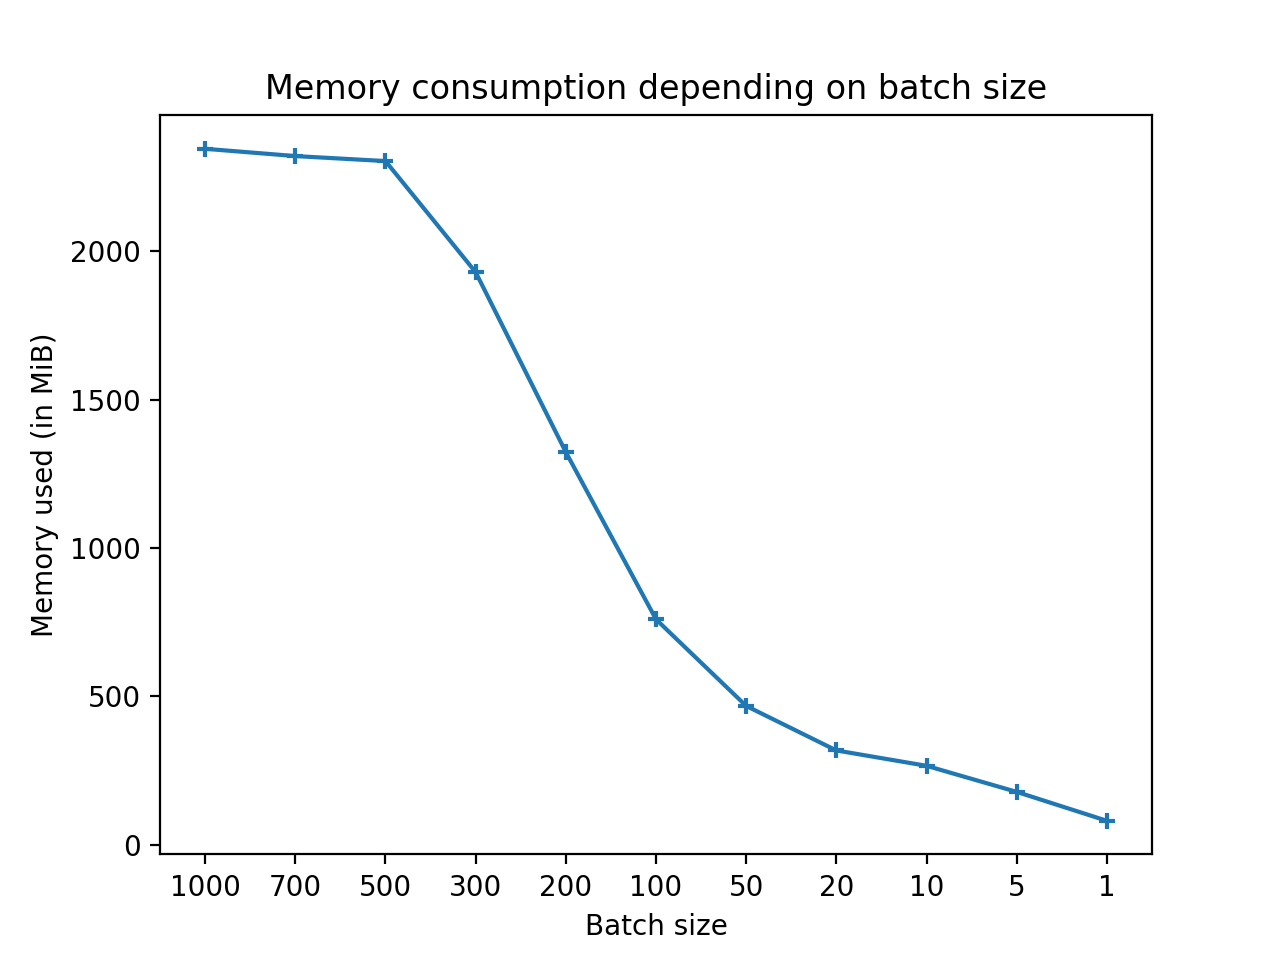 Memory consumption depending on batch size
Memory used (in MiB)
2000
1500
1000
500
0
1000 700 500 300 200 100 50 20 10 5 1
Batch size